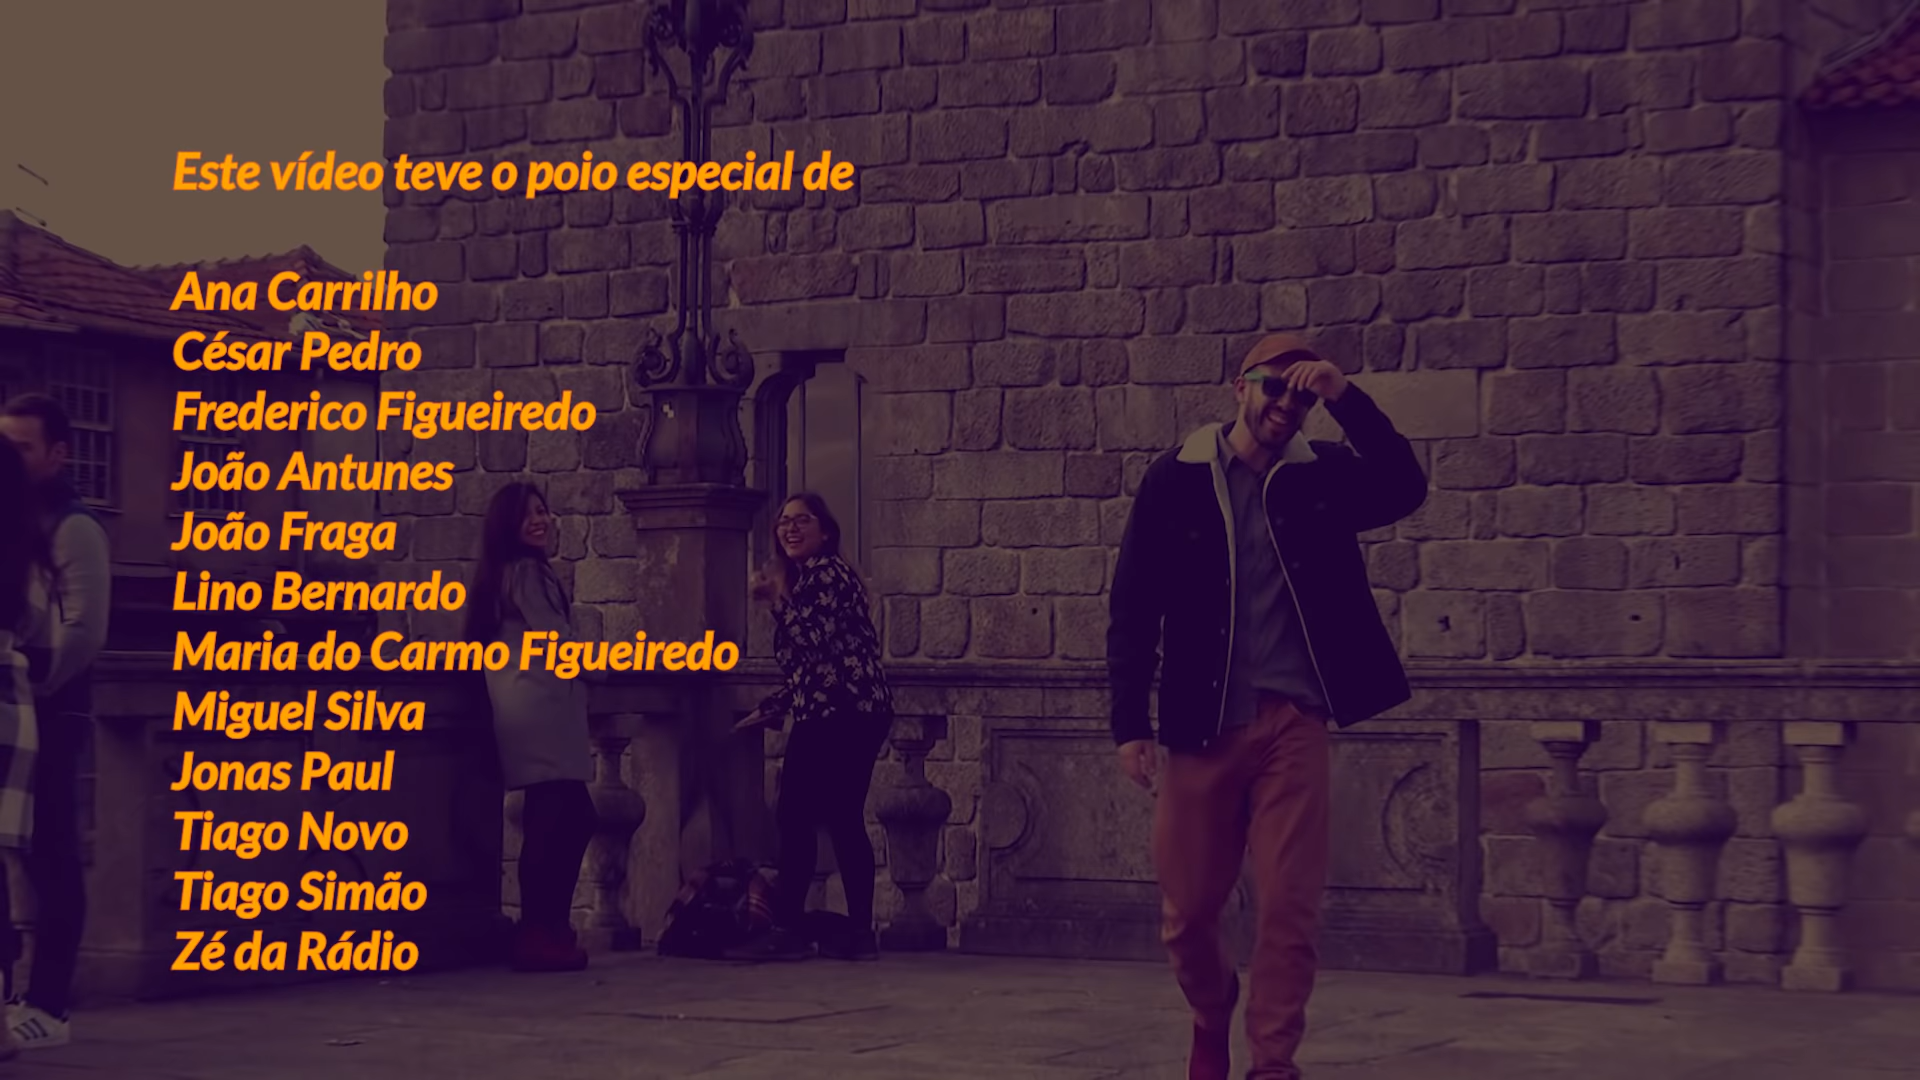 Este vídeo teve o poio especial de
Ana Carrilho
César Pedro
Frederico Figueiredo
João Antunes
João Fraga
Lino Bernardo
Maria do Carmo Figueiredo
Miguel Silva
Jonas Paul
Tiago Novo
Tiago Simão
Zé da Rádio